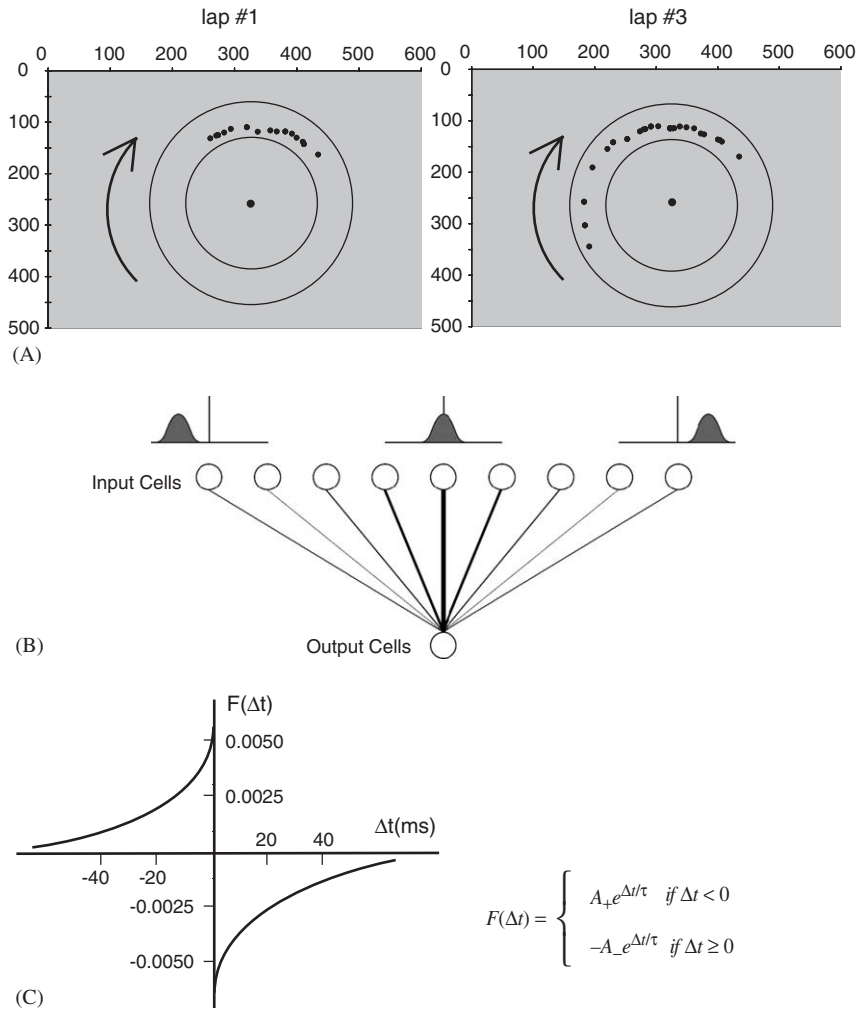 lap #1
lap #3
0 100 200 300 400 500 600
0 100 200 300 400 500 600
0
100
200
300
400
500
0
100
200
300
400
500
(A)
Input Cells
Output Cells
(B)
F(Δt)
0.0050
0.0025
Δt(ms)
20 40
-40 -20
-0.0025
-0.0050
F(Δt) =
A₊e^Δt/τ if Δt < 0
–A₋e^Δt/τ if Δt ≥ 0
(C)